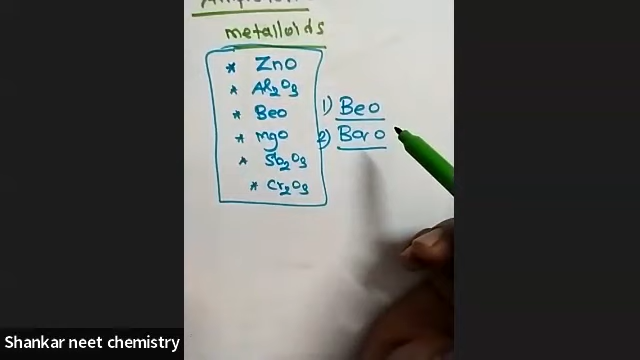 metalloids
* ZnO
* Al2O3
* BeO
* MgO
* Sb2O3
* Cr2O3
1) BeO
2) BaO
Shankar neet chemistry